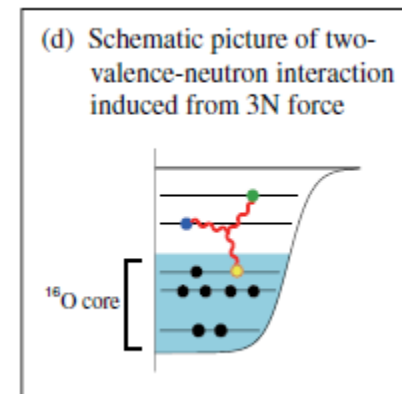 (d) Schematic picture of two-
valence-neutron interaction
induced from 3N force
¹⁶O core